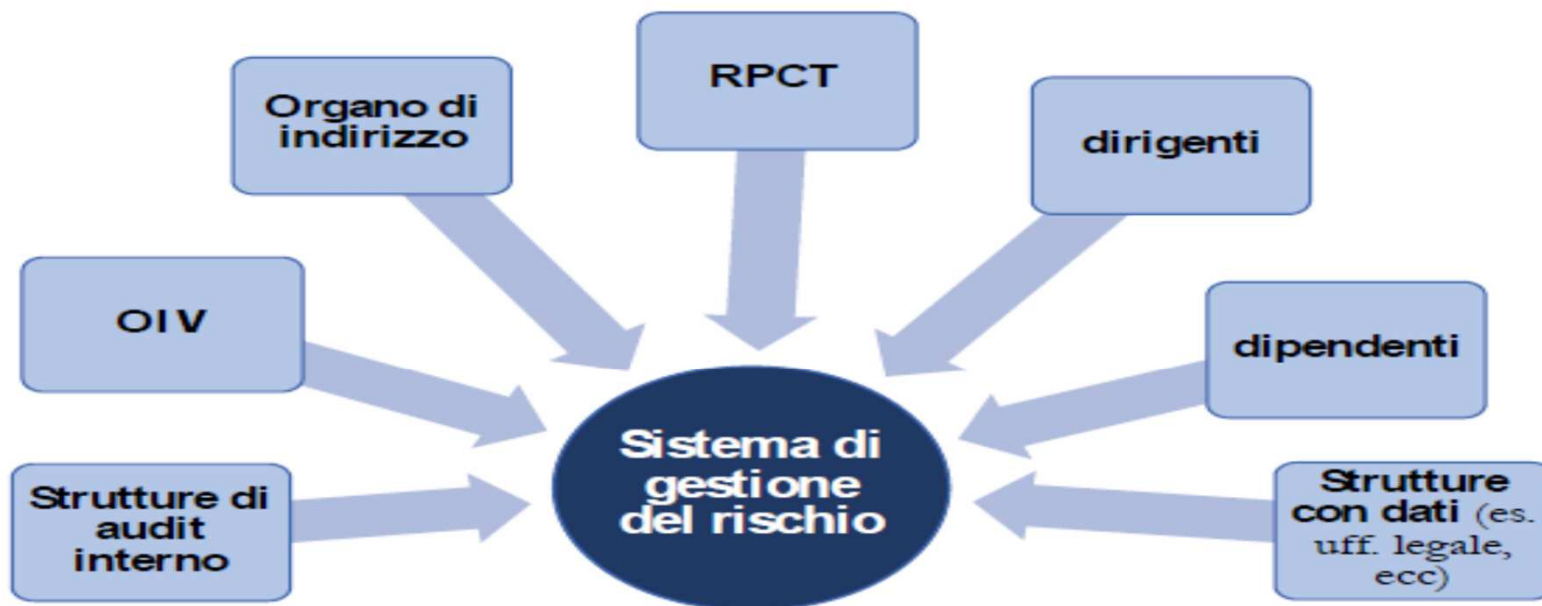 RPCT
Organo di
indirizzo
dirigenti
OIV
dipendenti
Sistema di
gestione
del rischio
Strutture di
audit
interno
Strutture
con dati (es.
uff. legale,
ecc)